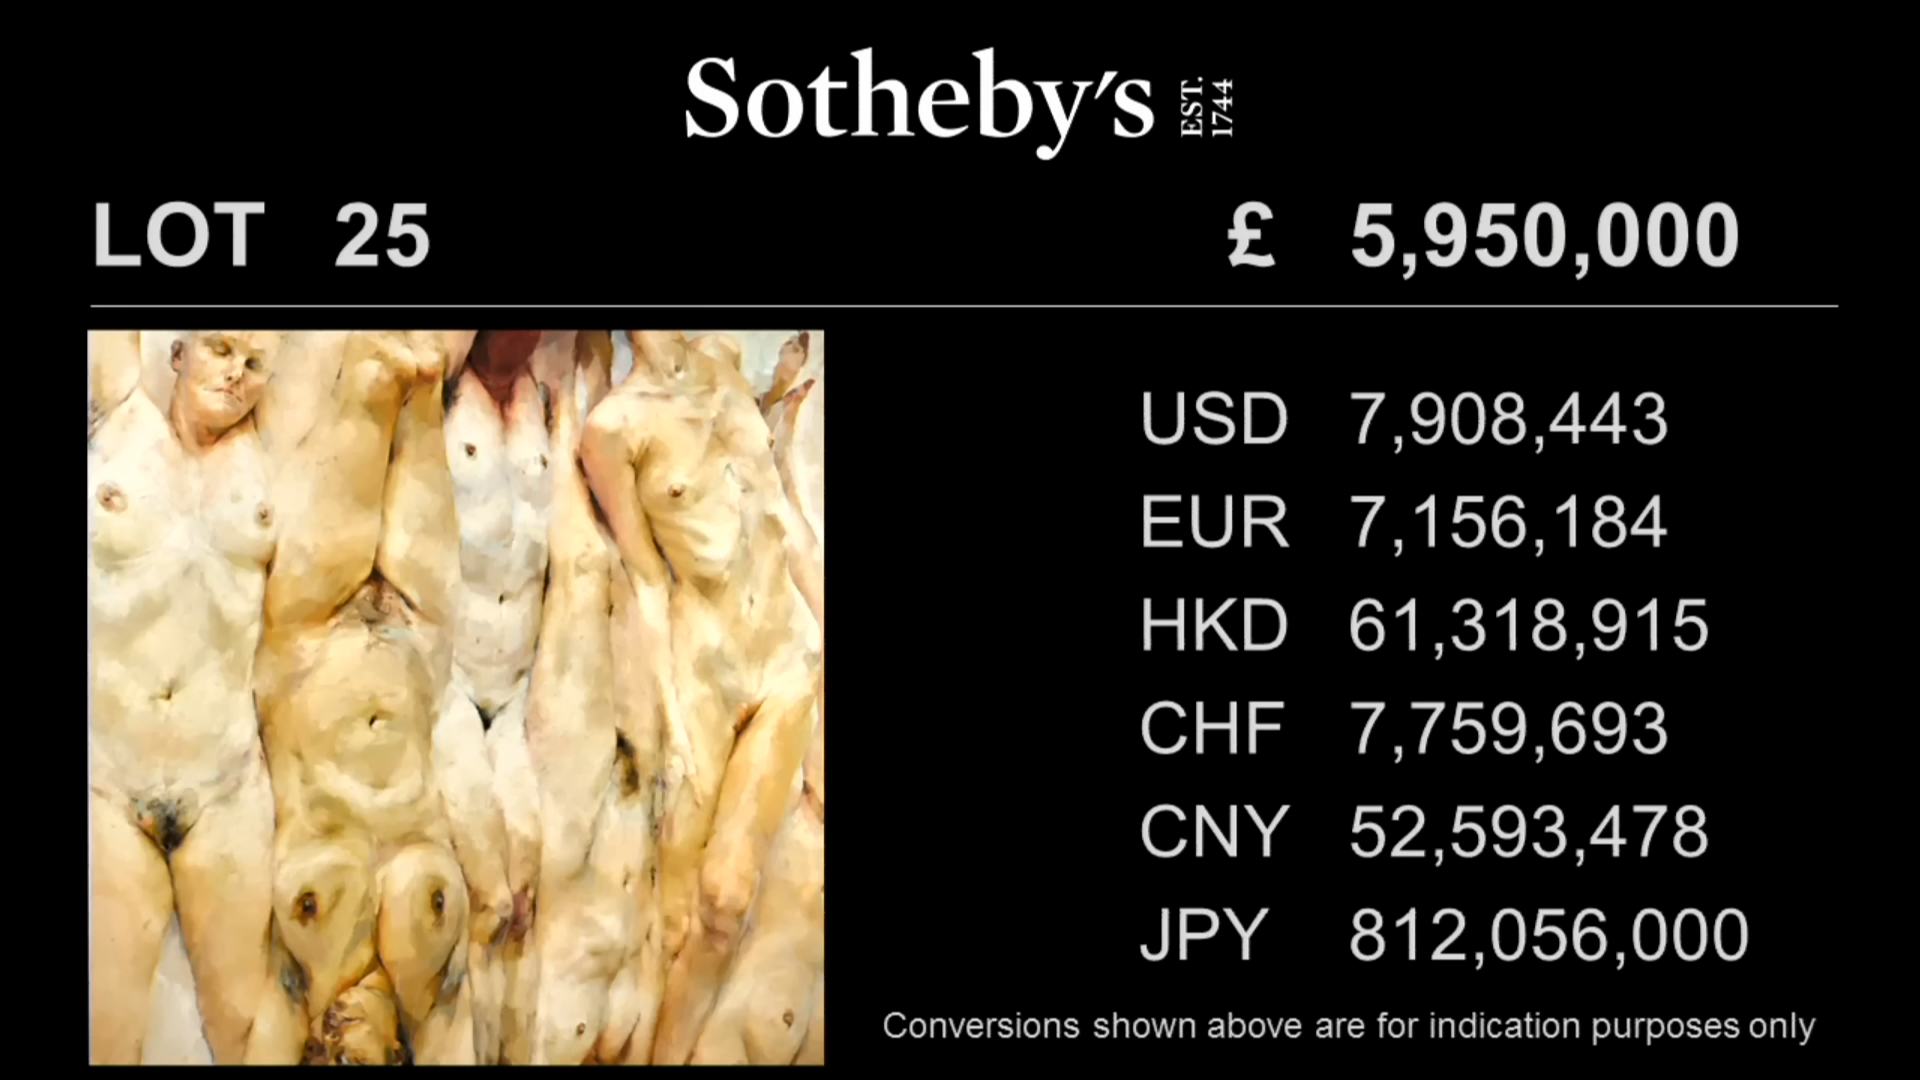 Sotheby's EST. 1744
LOT 25 £ 5,950,000
USD 7,908,443
EUR 7,156,184
HKD 61,318,915
CHF 7,759,693
CNY 52,593,478
JPY 812,056,000
Conversions shown above are for indication purposes only